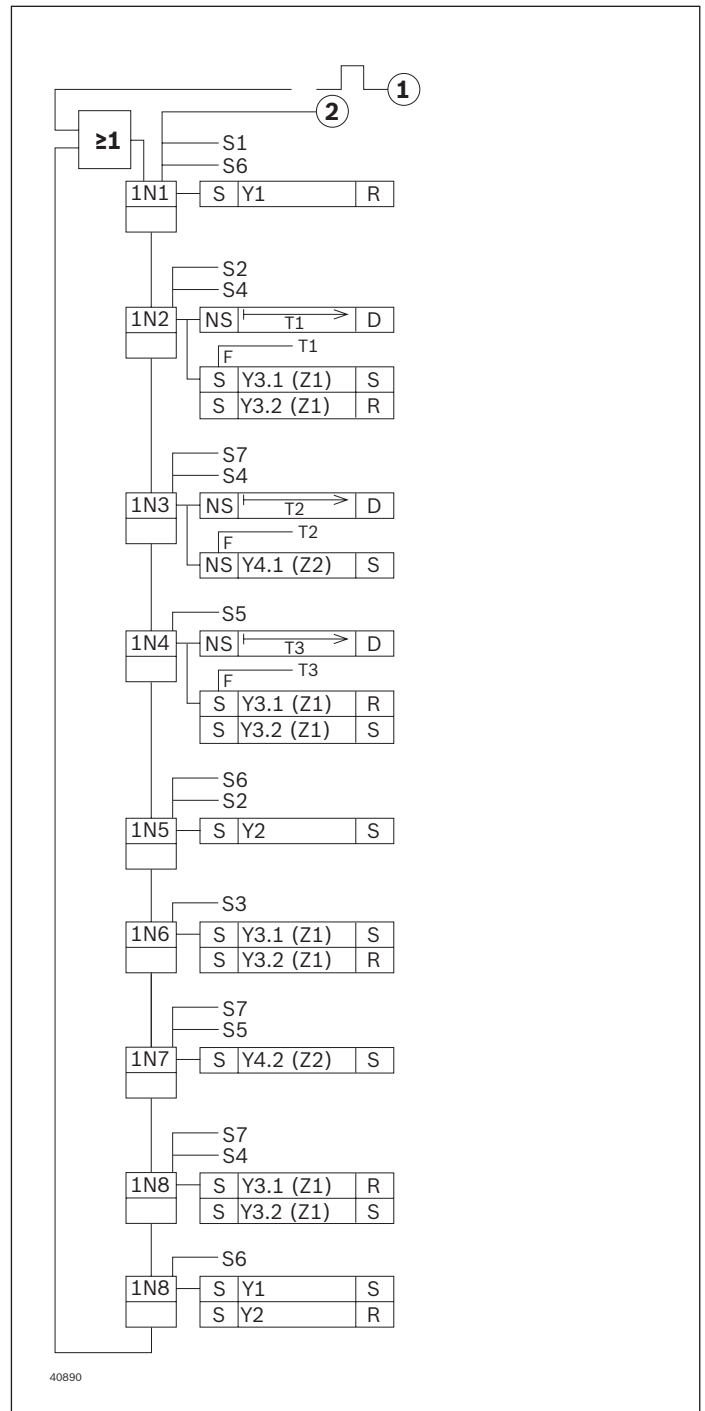 1
2
≥1
S1
S6
1N1 S Y1 R
S2
S4
1N2 NS T1 D
T1
F
S Y3.1 (Z1) S
S Y3.2 (Z1) R
S7
S4
1N3 NS T2 D
T2
F
NS Y4.1 (Z2) S
S5
1N4 NS T3 D
T3
F
S Y3.1 (Z1) R
S Y3.2 (Z1) S
S6
S2
1N5 S Y2 S
S3
1N6 S Y3.1 (Z1) S
S Y3.2 (Z1) R
S7
S5
1N7 S Y4.2 (Z2) S
S7
S4
1N8 S Y3.1 (Z1) R
S Y3.2 (Z1) S
S6
1N8 S Y1 S
S Y2 R
40890